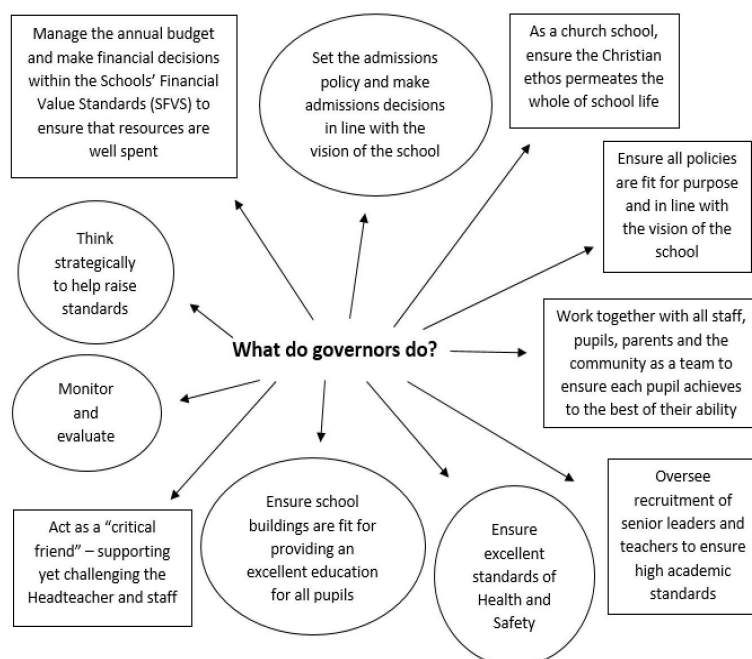 Manage the annual budget
and make financial decisions
within the Schools’ Financial
Value Standards (SFVS) to
ensure that resources are
well spent
Set the admissions
policy and make
admissions decisions
in line with the
vision of the school
As a church school,
ensure the Christian
ethos permeates the
whole of school life
Ensure all policies
are fit for purpose
and in line with
the vision of the
school
Think
strategically
to help raise
standards
What do governors do?
Work together with all staff,
pupils, parents and the
community as a team to
ensure each pupil achieves
to the best of their ability
Monitor
and
evaluate
Act as a “critical
friend” – supporting
yet challenging the
Headteacher and staff
Ensure school
buildings are fit for
providing an
excellent education
for all pupils
Ensure
excellent
standards of
Health and
Safety
Oversee
recruitment of
senior leaders and
teachers to ensure
high academic
standards